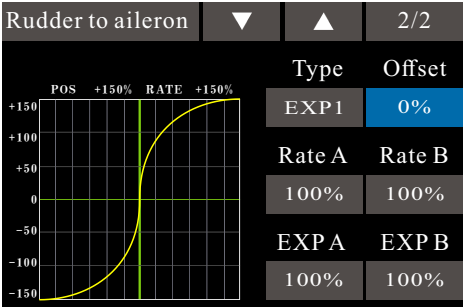 Rudder to aileron ▼ ▲ 2/2
POS +150% RATE +150%
+150
+100
+50
0
-50
-100
-150
Type Offset
EXP1 0%
Rate A Rate B
100% 100%
EXP A EXP B
100% 100%